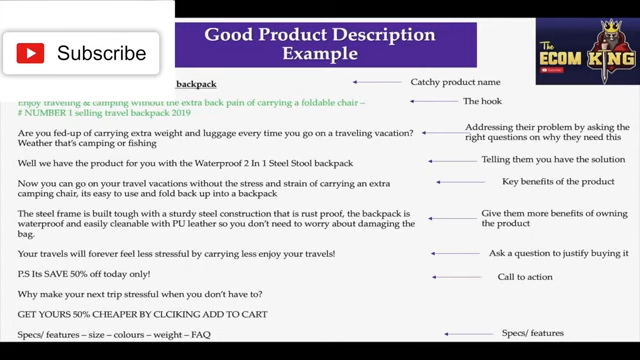 Good Product Description
Example
Subscribe
The
ECOM KING
Subscribe
backpack
Catchy product name
Enjoy traveling & camping without the extra back pain of carrying a foldable chair –
# NUMBER 1 selling travel backpack 2019
The hook
Are you fed-up of carrying extra weight and luggage every time you go on a traveling vacation?
Weather that's camping or fishing
Addressing their problem by asking the
right questions on why they need this
Well we have the product for you with the Waterproof 2 In 1 Steel Stool backpack
Telling them you have the solution
Now you can go on your travel vacations without the stress and strain of carrying an extra
camping chair, its easy to use and fold back up into a backpack
Key benefits of the product
The steel frame is built tough with a sturdy steel construction that is rust proof, the backpack is
waterproof and easily cleanable with PU leather so you don't need to worry about damaging the
bag.
Give them more benefits of owning
the product
Your travels will forever feel less stressful by carrying less enjoy your travels!
Ask a question to justify buying it
P.S Its SAVE 50% off today only!
Call to action
Why make your next trip stressful when you don't have to?
GET YOURS 50% CHEAPER BY CLCIKING ADD TO CART
Specs/ features – size – colours – weight – FAQ
Specs/ features